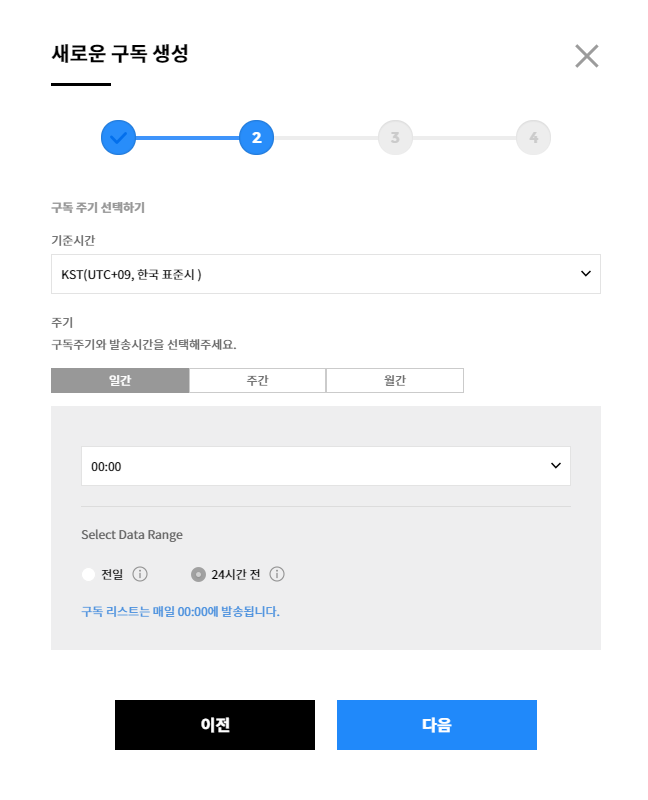 새로운 구독 생성
2
3
4
구독 주기 선택하기
기준시간
KST(UTC+09, 한국 표준시 )
주기
구독주기와 발송시간을 선택해주세요.
일간 주간 월간
00:00
Select Data Range
전일 24시간 전
구독 리스트는 매일 00:00에 발송됩니다.
이전 다음